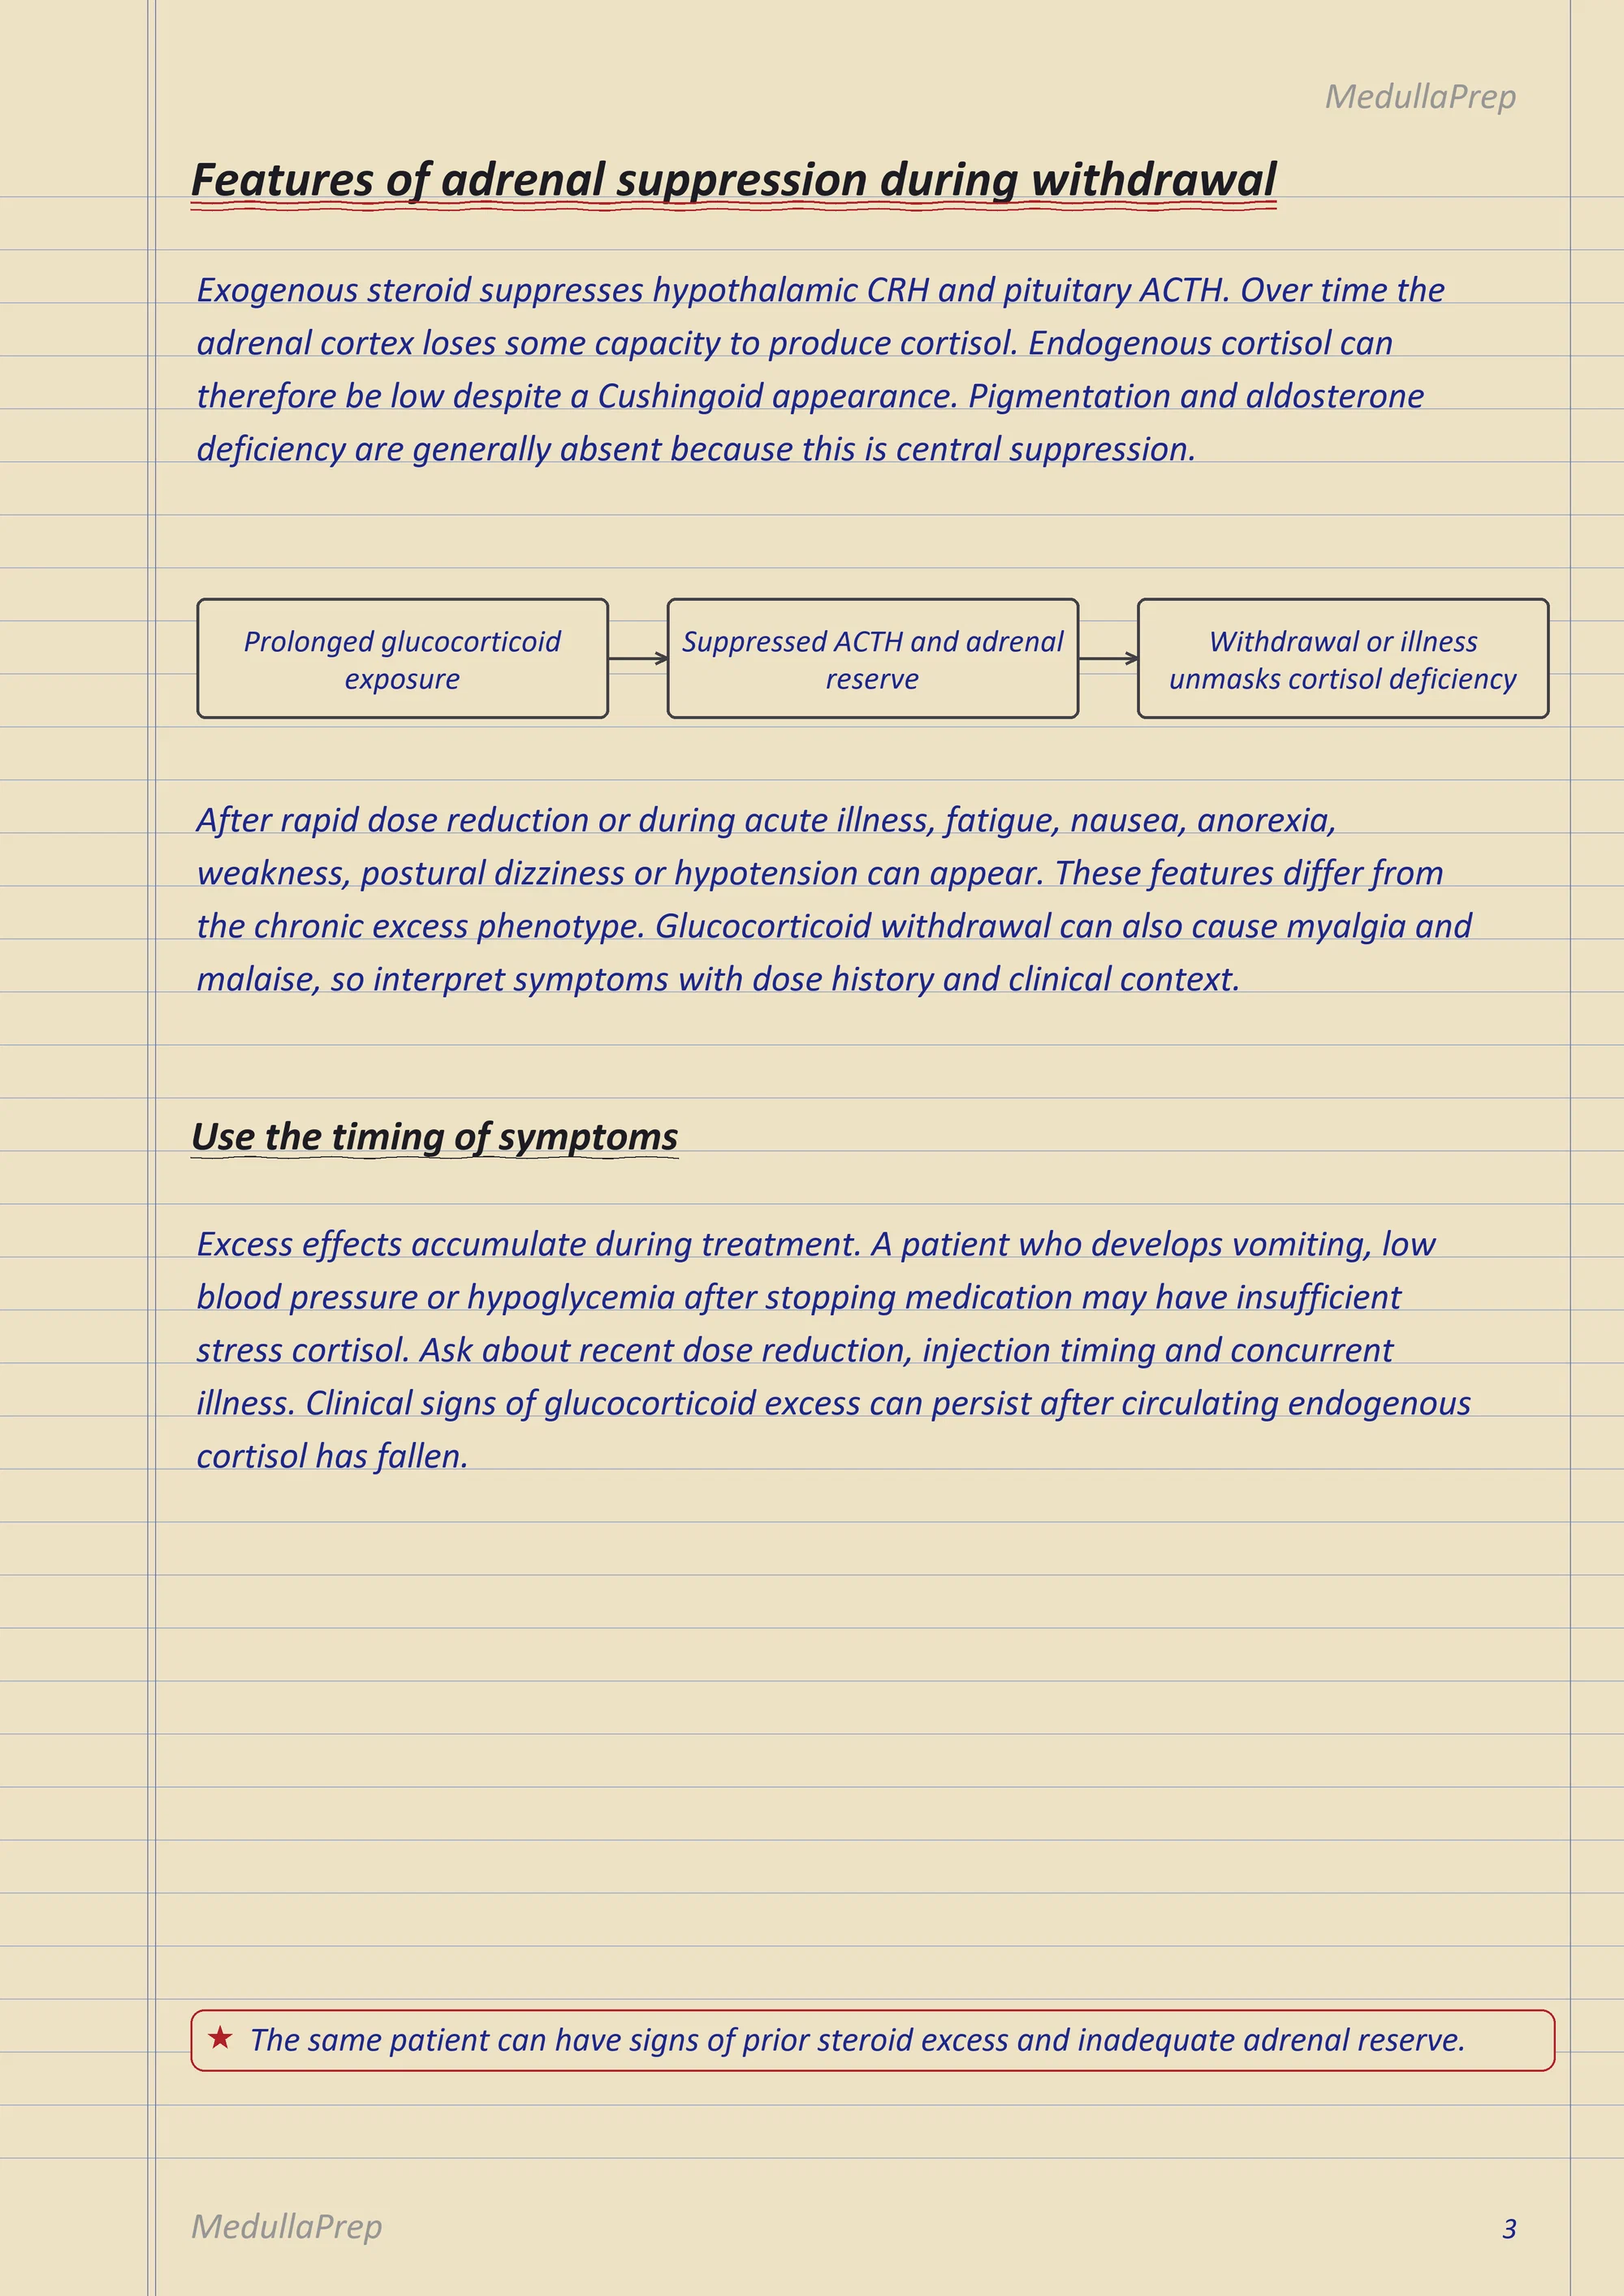 MedullaPrep
Features of adrenal suppression during withdrawal
Exogenous steroid suppresses hypothalamic CRH and pituitary ACTH. Over time the
adrenal cortex loses some capacity to produce cortisol. Endogenous cortisol can
therefore be low despite a Cushingoid appearance. Pigmentation and aldosterone
deficiency are generally absent because this is central suppression.
Prolonged glucocorticoid
exposure
Suppressed ACTH and adrenal
reserve
Withdrawal or illness
unmasks cortisol deficiency
After rapid dose reduction or during acute illness, fatigue, nausea, anorexia,
weakness, postural dizziness or hypotension can appear. These features differ from
the chronic excess phenotype. Glucocorticoid withdrawal can also cause myalgia and
malaise, so interpret symptoms with dose history and clinical context.
Use the timing of symptoms
Excess effects accumulate during treatment. A patient who develops vomiting, low
blood pressure or hypoglycemia after stopping medication may have insufficient
stress cortisol. Ask about recent dose reduction, injection timing and concurrent
illness. Clinical signs of glucocorticoid excess can persist after circulating endogenous
cortisol has fallen.
★ The same patient can have signs of prior steroid excess and inadequate adrenal reserve.
MedullaPrep
3